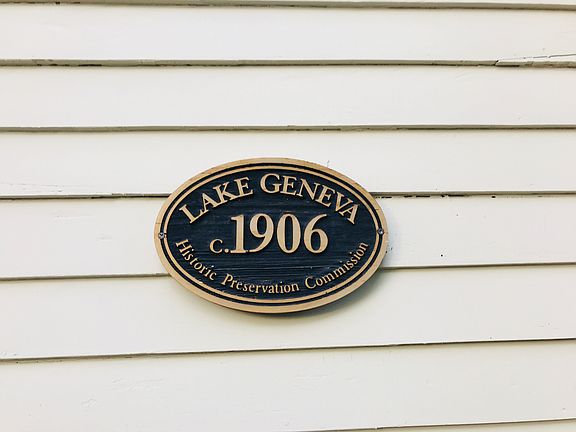 LAKE GENEVA
c.1906
Historic Preservation Commission